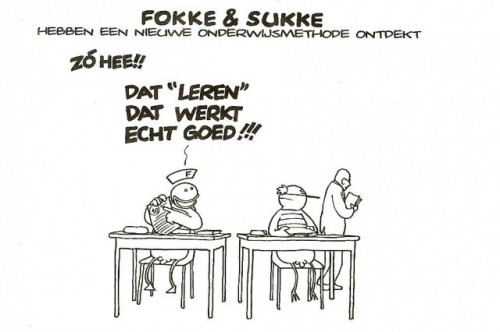 FOKKE & SUKKE
HEBBEN EEN NIEUWE ONDERWIJSMETHODE ONTDEKT
ZÓ HEE!!
DAT "LEREN"
DAT WERKT
ECHT GOED!!!
F